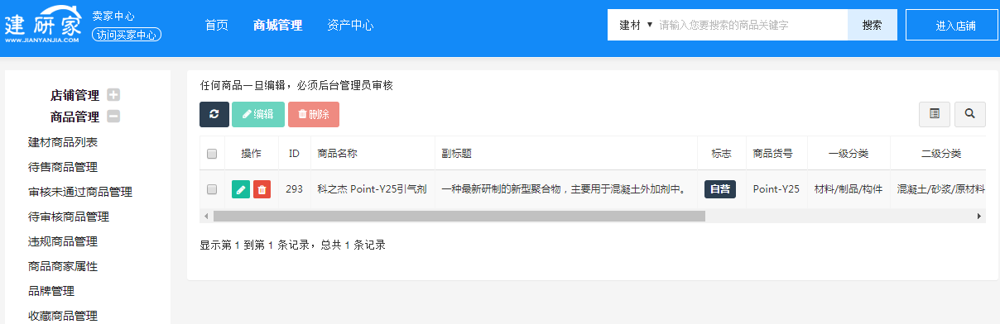 建研家
WWW.JIANYANJIA.COM
卖家中心
访问买家中心
首页 商城管理 资产中心
建材 ▼ 请输入您要搜索的商品关键字 搜索
进入店铺
店铺管理
商品管理
建材商品列表
待售商品管理
审核未通过商品管理
待审核商品管理
违规商品管理
商品商家属性
品牌管理
收藏商品管理
任何商品一旦编辑，必须后台管理员审核
编辑 删除
操作 ID 商品名称 副标题 标志 商品货号 一级分类 二级分类
293 科之杰 Point-Y25引气剂 一种最新研制的新型聚合物，主要用于混凝土外加剂中。 自营 Point-Y25 材料/制品/构件 混凝土/砂浆/原材料
显示第 1 到第 1 条记录，总共 1 条记录